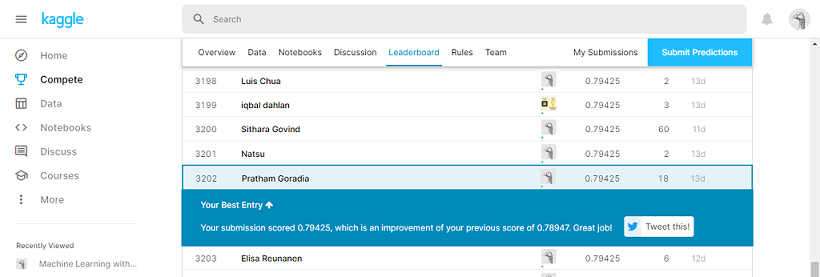 kaggle
Search
Overview Data Notebooks Discussion Leaderboard Rules Team My Submissions Submit Predictions
Home
Compete
Data
Notebooks
Discuss
Courses
More
Recently Viewed
Machine Learning with...
3198 Luis Chua 0.79425 2 13d
3199 iqbal dahlan 0.79425 3 13d
3200 Sithara Govind 0.79425 60 11d
3201 Natsu 0.79425 2 13d
3202 Pratham Goradia 0.79425 18 13d
Your Best Entry ↑
Your submission scored 0.79425, which is an improvement of your previous score of 0.78947. Great job! Tweet this!
3203 Elisa Reunanen 0.79425 6 12d